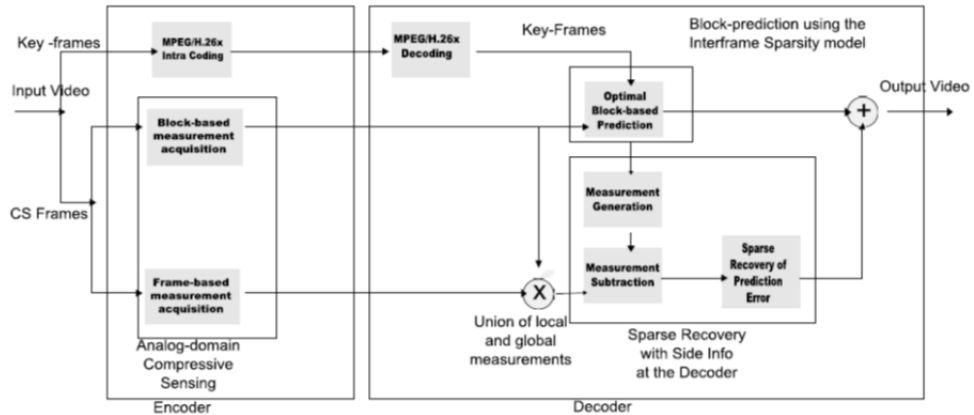 Key -frames
MPEG/H.26x
Intra Coding
MPEG/H.26x
Decoding
Key-Frames
Block-prediction using the
Interframe Sparsity model
Input Video
Output Video
Block-based
measurement
acquisition
Optimal
Block-based
Prediction
+
CS Frames
Measurement
Generation
Frame-based
measurement
acquisition
X
Measurement
Subtraction
Sparse
Recovery of
Prediction
Error
Union of local
and global
measurements
Sparse Recovery
with Side Info
at the Decoder
Analog-domain
Compressive
Sensing
Encoder
Decoder